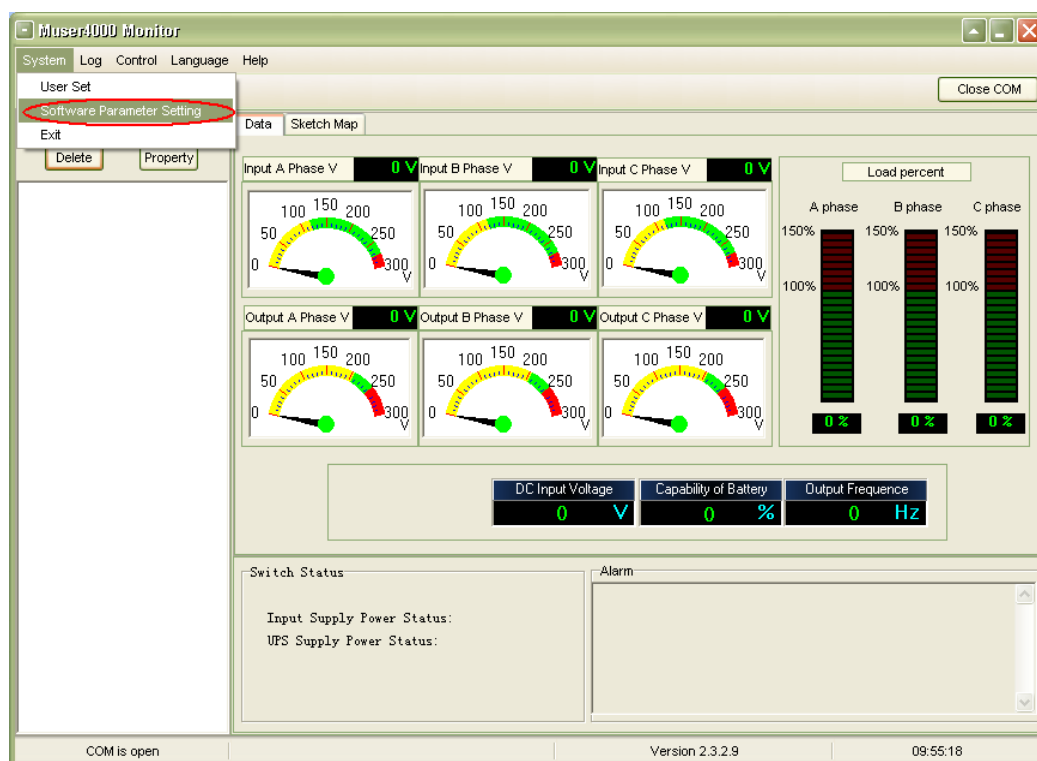 Muser4000 Monitor
System Log Control Language Help
User Set
Software Parameter Setting
Exit
Close COM
Delete Property
Data Sketch Map
Input A Phase V 0 V Input B Phase V 0 V Input C Phase V 0 V
0 50 100 150 200 250 300 V
0 50 100 150 200 250 300 V
0 50 100 150 200 250 300 V
Output A Phase V 0 V Output B Phase V 0 V Output C Phase V 0 V
0 50 100 150 200 250 300 V
0 50 100 150 200 250 300 V
0 50 100 150 200 250 300 V
Load percent
A phase B phase C phase
150% 150% 150%
100% 100% 100%
0 % 0 % 0 %
DC Input Voltage Capability of Battery Output Frequence
0 V 0 % 0 Hz
Switch Status
Input Supply Power Status:
UPS Supply Power Status:
Alarm
COM is open Version 2.3.2.9 09:55:18